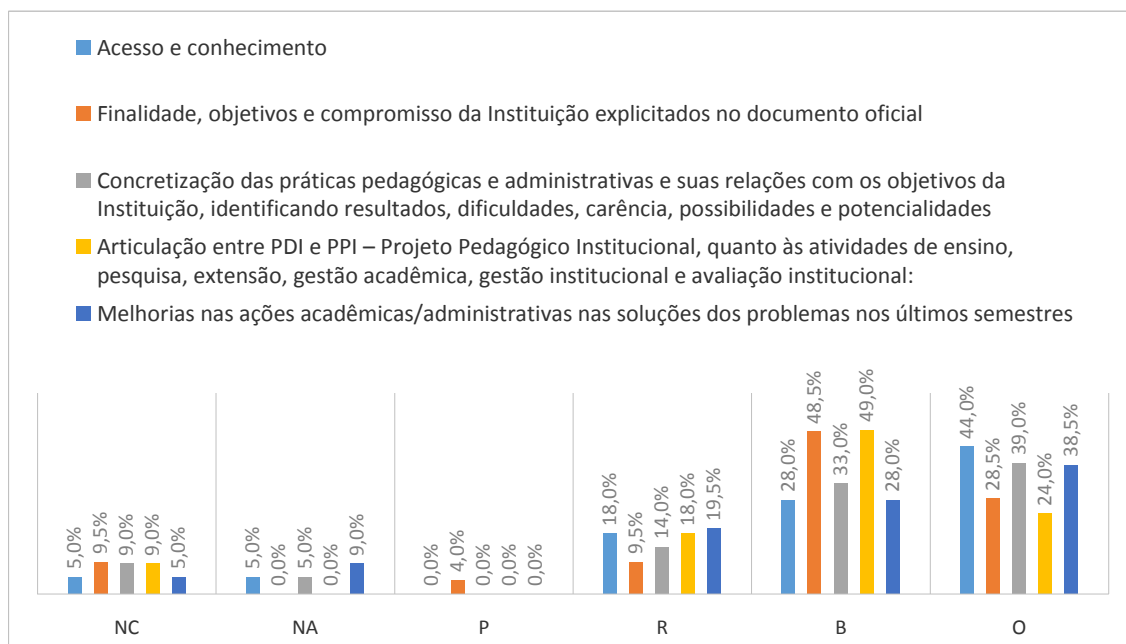 Acesso e conhecimento
Finalidade, objetivos e compromisso da Instituição explicitados no documento oficial
Concretização das práticas pedagógicas e administrativas e suas relações com os objetivos da
Instituição, identificando resultados, dificuldades, carência, possibilidades e potencialidades
Articulação entre PDI e PPI – Projeto Pedagógico Institucional, quanto às atividades de ensino,
pesquisa, extensão, gestão acadêmica, gestão institucional e avaliação institucional:
Melhorias nas ações acadêmicas/administrativas nas soluções dos problemas nos últimos semestres
5,0%
9,5%
9,0%
9,0%
5,0%
5,0%
0,0%
5,0%
0,0%
9,0%
0,0%
4,0%
0,0%
0,0%
0,0%
18,0%
9,5%
14,0%
18,0%
19,5%
28,0%
48,5%
33,0%
49,0%
28,0%
44,0%
28,5%
39,0%
24,0%
38,5%
NC
NA
P
R
B
O